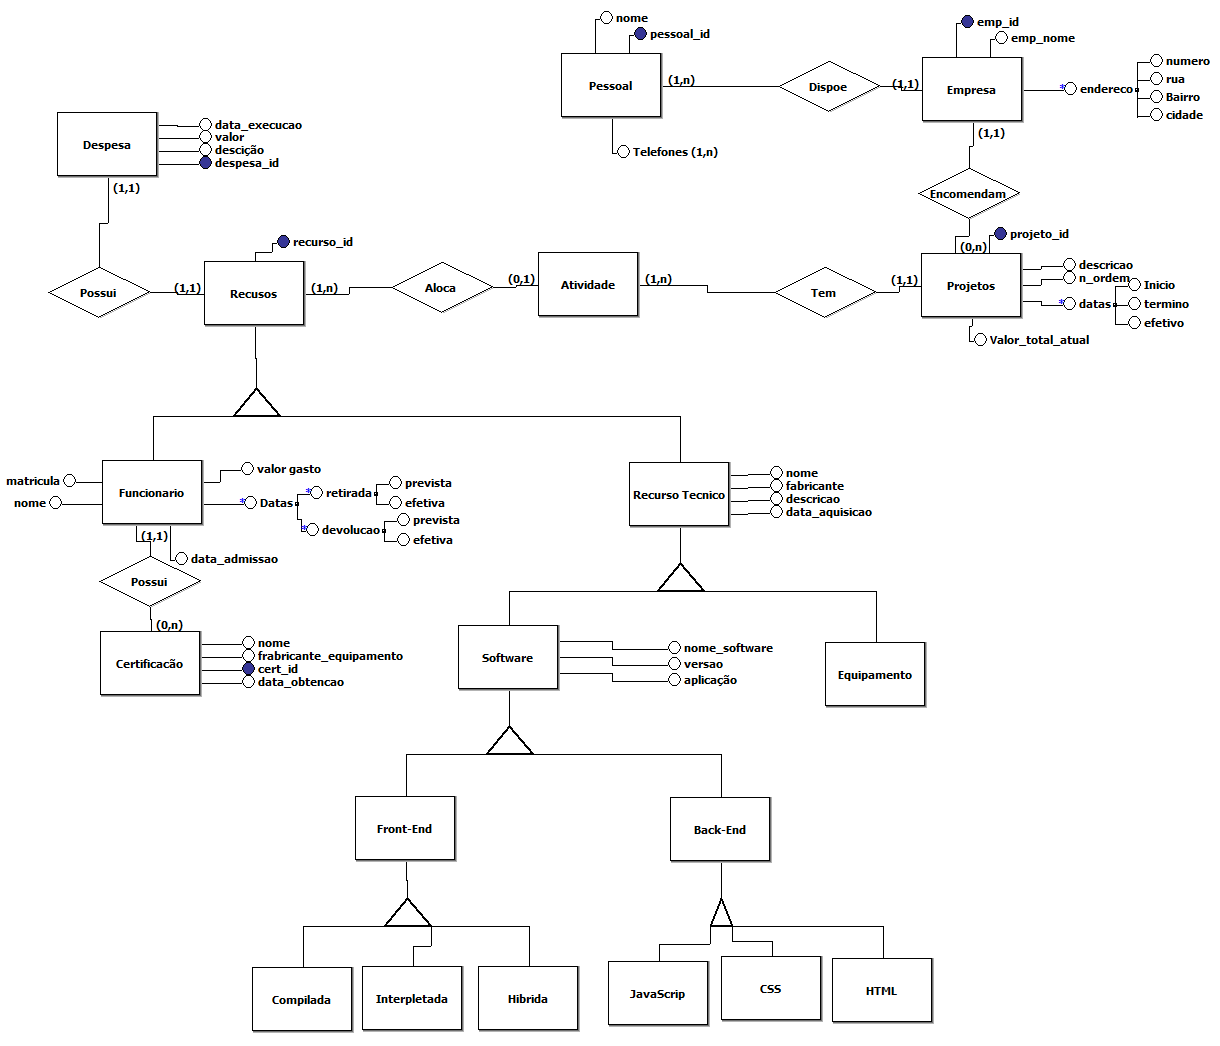 nome
pessoal_id
Pessoal
(1,n)
Telefones (1,n)
Dispoe
(1,1)
emp_id
emp_nome
Empresa
endereco
numero
rua
Bairro
cidade
(1,1)
Encomendam
(0,n)
projeto_id
Projetos
descricao
n_ordem
datas
Inicio
termino
efetivo
Valor_total_atual
(1,1)
Tem
(1,n)
Atividade
(0,1)
Aloca
(1,n)
recurso_id
Recusos
(1,1)
Possui
(1,1)
Despesa
data_execucao
valor
descição
despesa_id
matricula
nome
Funcionario
valor gasto
Datas
retirada
prevista
efetiva
devolucao
prevista
efetiva
(1,1)
data_admissao
Possui
(0,n)
Certificacão
nome
frabricante_equipamento
cert_id
data_obtencao
Recurso Tecnico
nome
fabricante
descricao
data_aquisicao
Software
nome_software
versao
aplicação
Equipamento
Front-End
Back-End
Compilada
Interpletada
Hibrida
JavaScrip
CSS
HTML